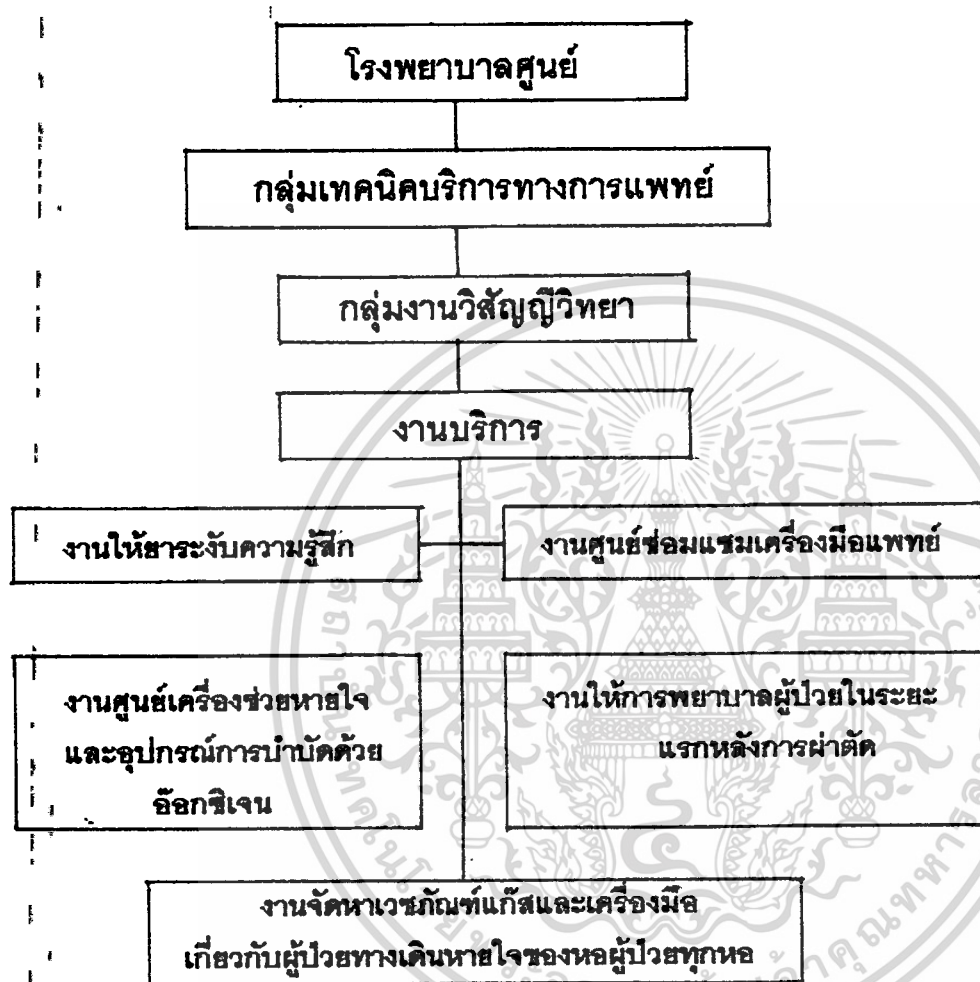 โรงพยาบาลศูนย์
กลุ่มเทคนิคบริการทางการแพทย์
กลุ่มงานวิสัญญีวิทยา
งานบริการ
งานให้ยาระงับความรู้สึก
งานศูนย์ซ่อมแซมเครื่องมือแพทย์
งานศูนย์เครื่องช่วยหายใจ
และอุปกรณ์การบำบัดด้วย
อ๊อกซิเจน
งานให้การพยาบาลผู้ป่วยในระยะ
แรกหลังการผ่าตัด
งานจัดหาเวชภัณฑ์แก๊สและเครื่องมือ
เกี่ยวกับผู้ป่วยทางเดินหายใจของหอผู้ป่วยทุกหอ